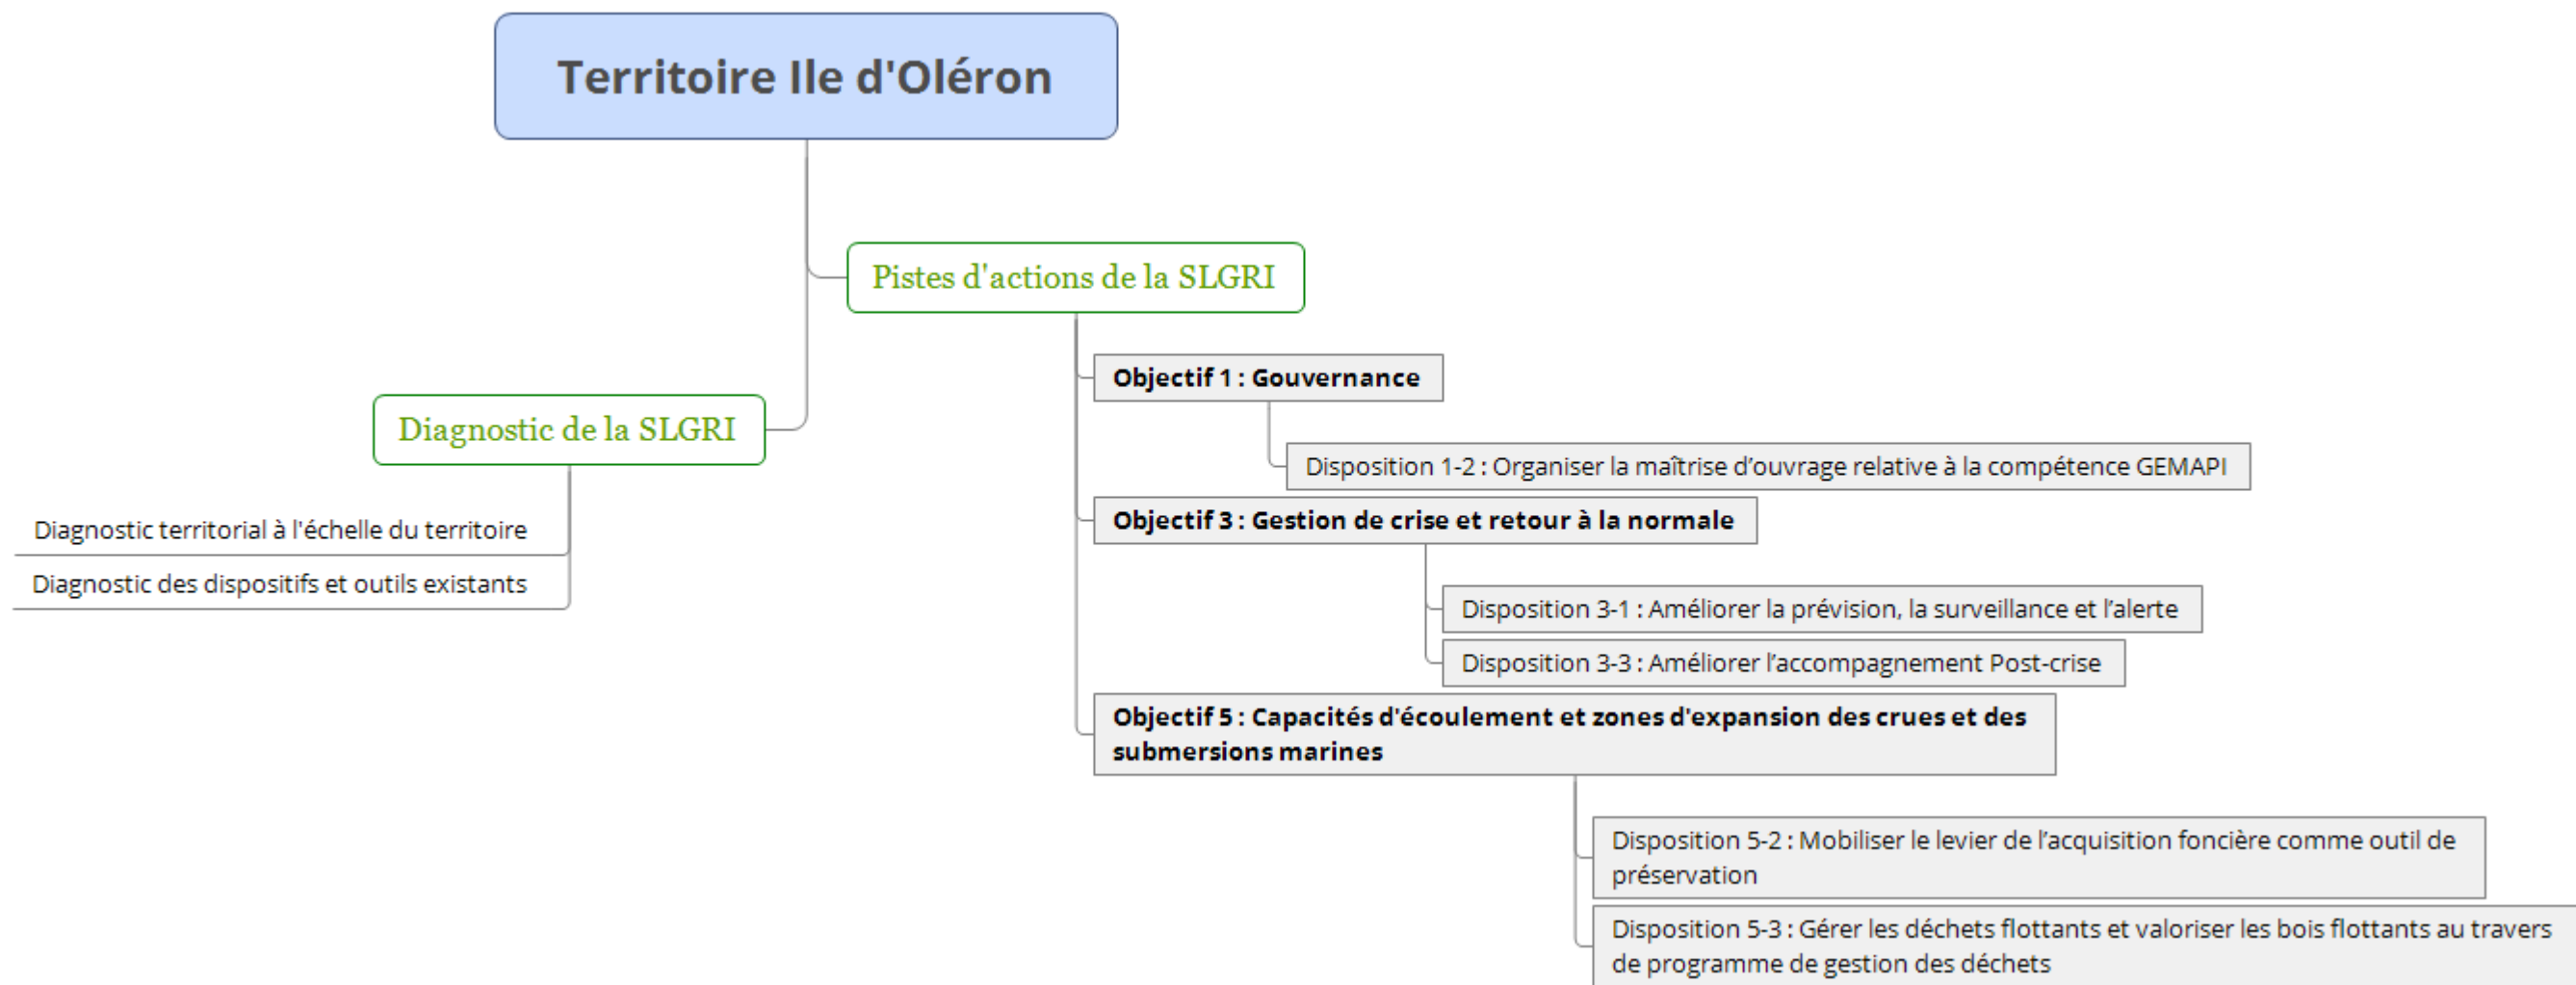 Territoire Ile d'Oléron
Pistes d'actions de la SLGRI
Objectif 1 : Gouvernance
Disposition 1-2 : Organiser la maîtrise d’ouvrage relative à la compétence GEMAPI
Objectif 3 : Gestion de crise et retour à la normale
Disposition 3-1 : Améliorer la prévision, la surveillance et l’alerte
Disposition 3-3 : Améliorer l’accompagnement Post-crise
Objectif 5 : Capacités d'écoulement et zones d'expansion des crues et des
submersions marines
Disposition 5-2 : Mobiliser le levier de l’acquisition foncière comme outil de
préservation
Disposition 5-3 : Gérer les déchets flottants et valoriser les bois flottants au travers
de programme de gestion des déchets
Diagnostic de la SLGRI
Diagnostic territorial à l'échelle du territoire
Diagnostic des dispositifs et outils existants